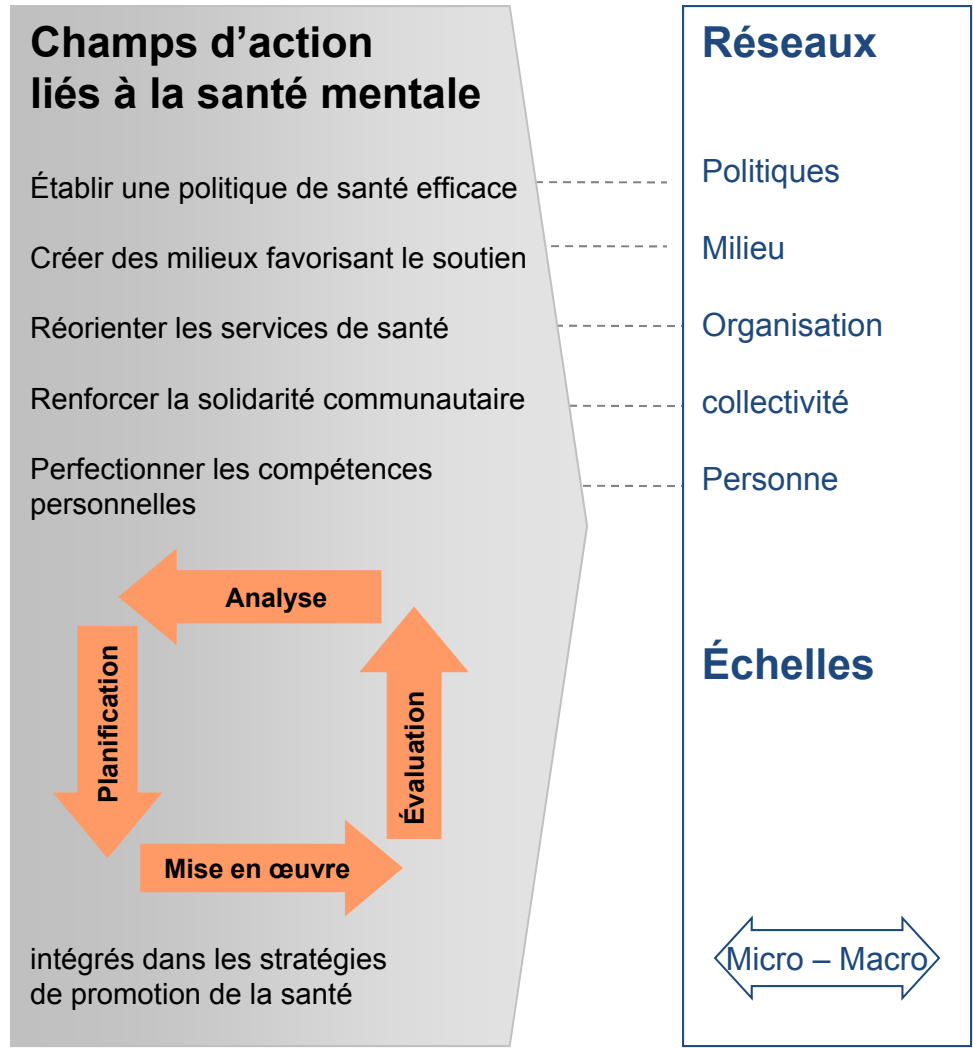 Champs d’action
liés à la santé mentale
Établir une politique de santé efficace
Créer des milieux favorisant le soutien
Réorienter les services de santé
Renforcer la solidarité communautaire
Perfectionner les compétences
personnelles
Analyse
Planification
Évaluation
Mise en œuvre
intégrés dans les stratégies
de promotion de la santé
Réseaux
Politiques
Milieu
Organisation
collectivité
Personne
Échelles
Micro – Macro